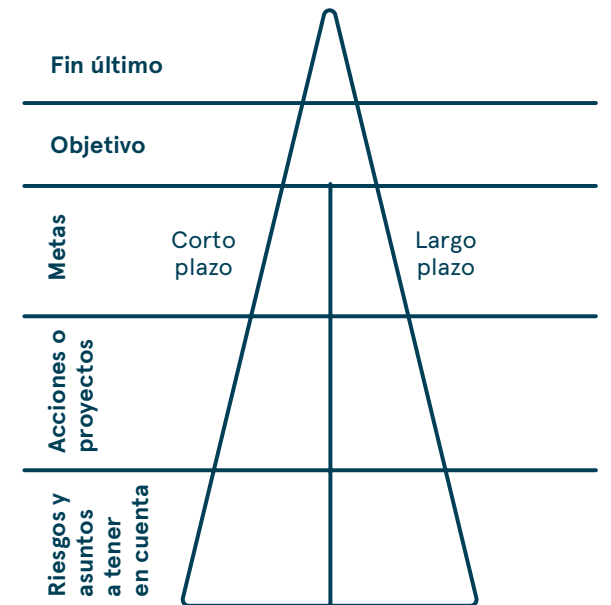 Fin último
Objetivo
Metas
Corto
plazo
Largo
plazo
Acciones o
proyectos
Riesgos y
asuntos
a tener
en cuenta